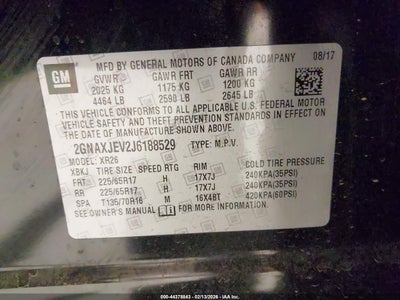 GM
MFD BY GENERAL MOTORS OF CANADA COMPANY
08/17
GVWR GAWR FRT GAWR RR
2025 KG 1175 KG 1200 KG
4464 LB 2590 LB 2645 LB
THIS VEHICLE CONFORMS TO ALL APPLICABLE U.S. FEDERAL MOTOR
VEHICLE SAFETY, BUMPER, AND THEFT PREVENTION STANDARDS
IN EFFECT ON THE DATE OF MANUFACTURE SHOWN ABOVE.
2GNAXJEV2J6188529 TYPE: M.P.V.
MODEL: XR26
XBKJ TIRE SIZE SPEED RTG RIM COLD TIRE PRESSURE
FRT 225/65R17 H 17X7J 240KPA(35PSI)
RR 225/65R17 H 17X7J 240KPA(35PSI)
SPA T135/70R16 M 16X4BT 420KPA(60PSI)
SEE OWNER'S MANUAL FOR ADDITIONAL INFORMATION.
000-44378843 - 02/13/2026 - IAA Inc.